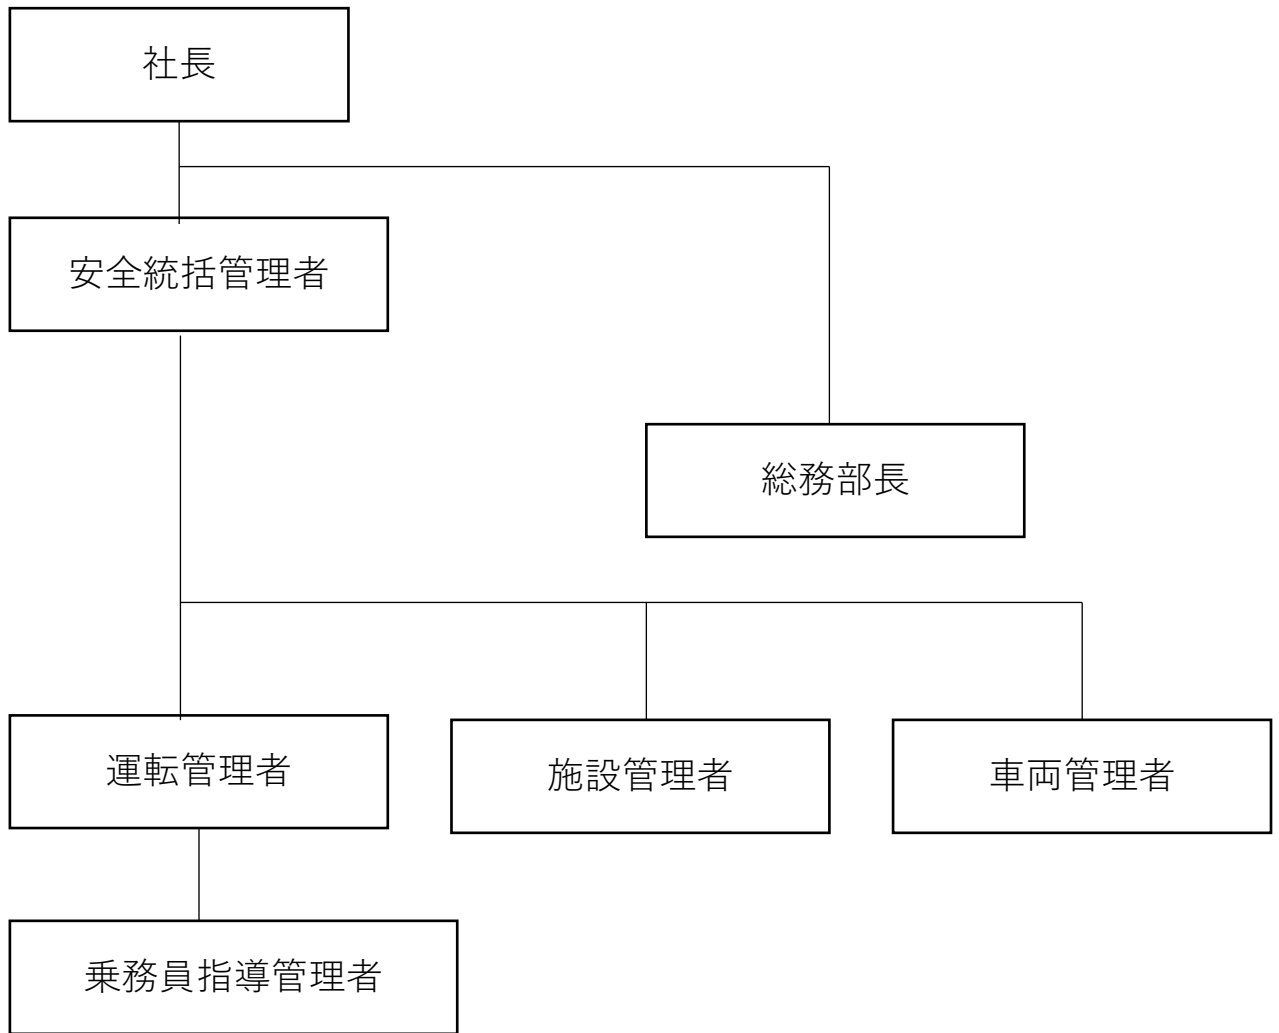 社長
安全統括管理者
総務部長
運転管理者
施設管理者
車両管理者
乗務員指導管理者